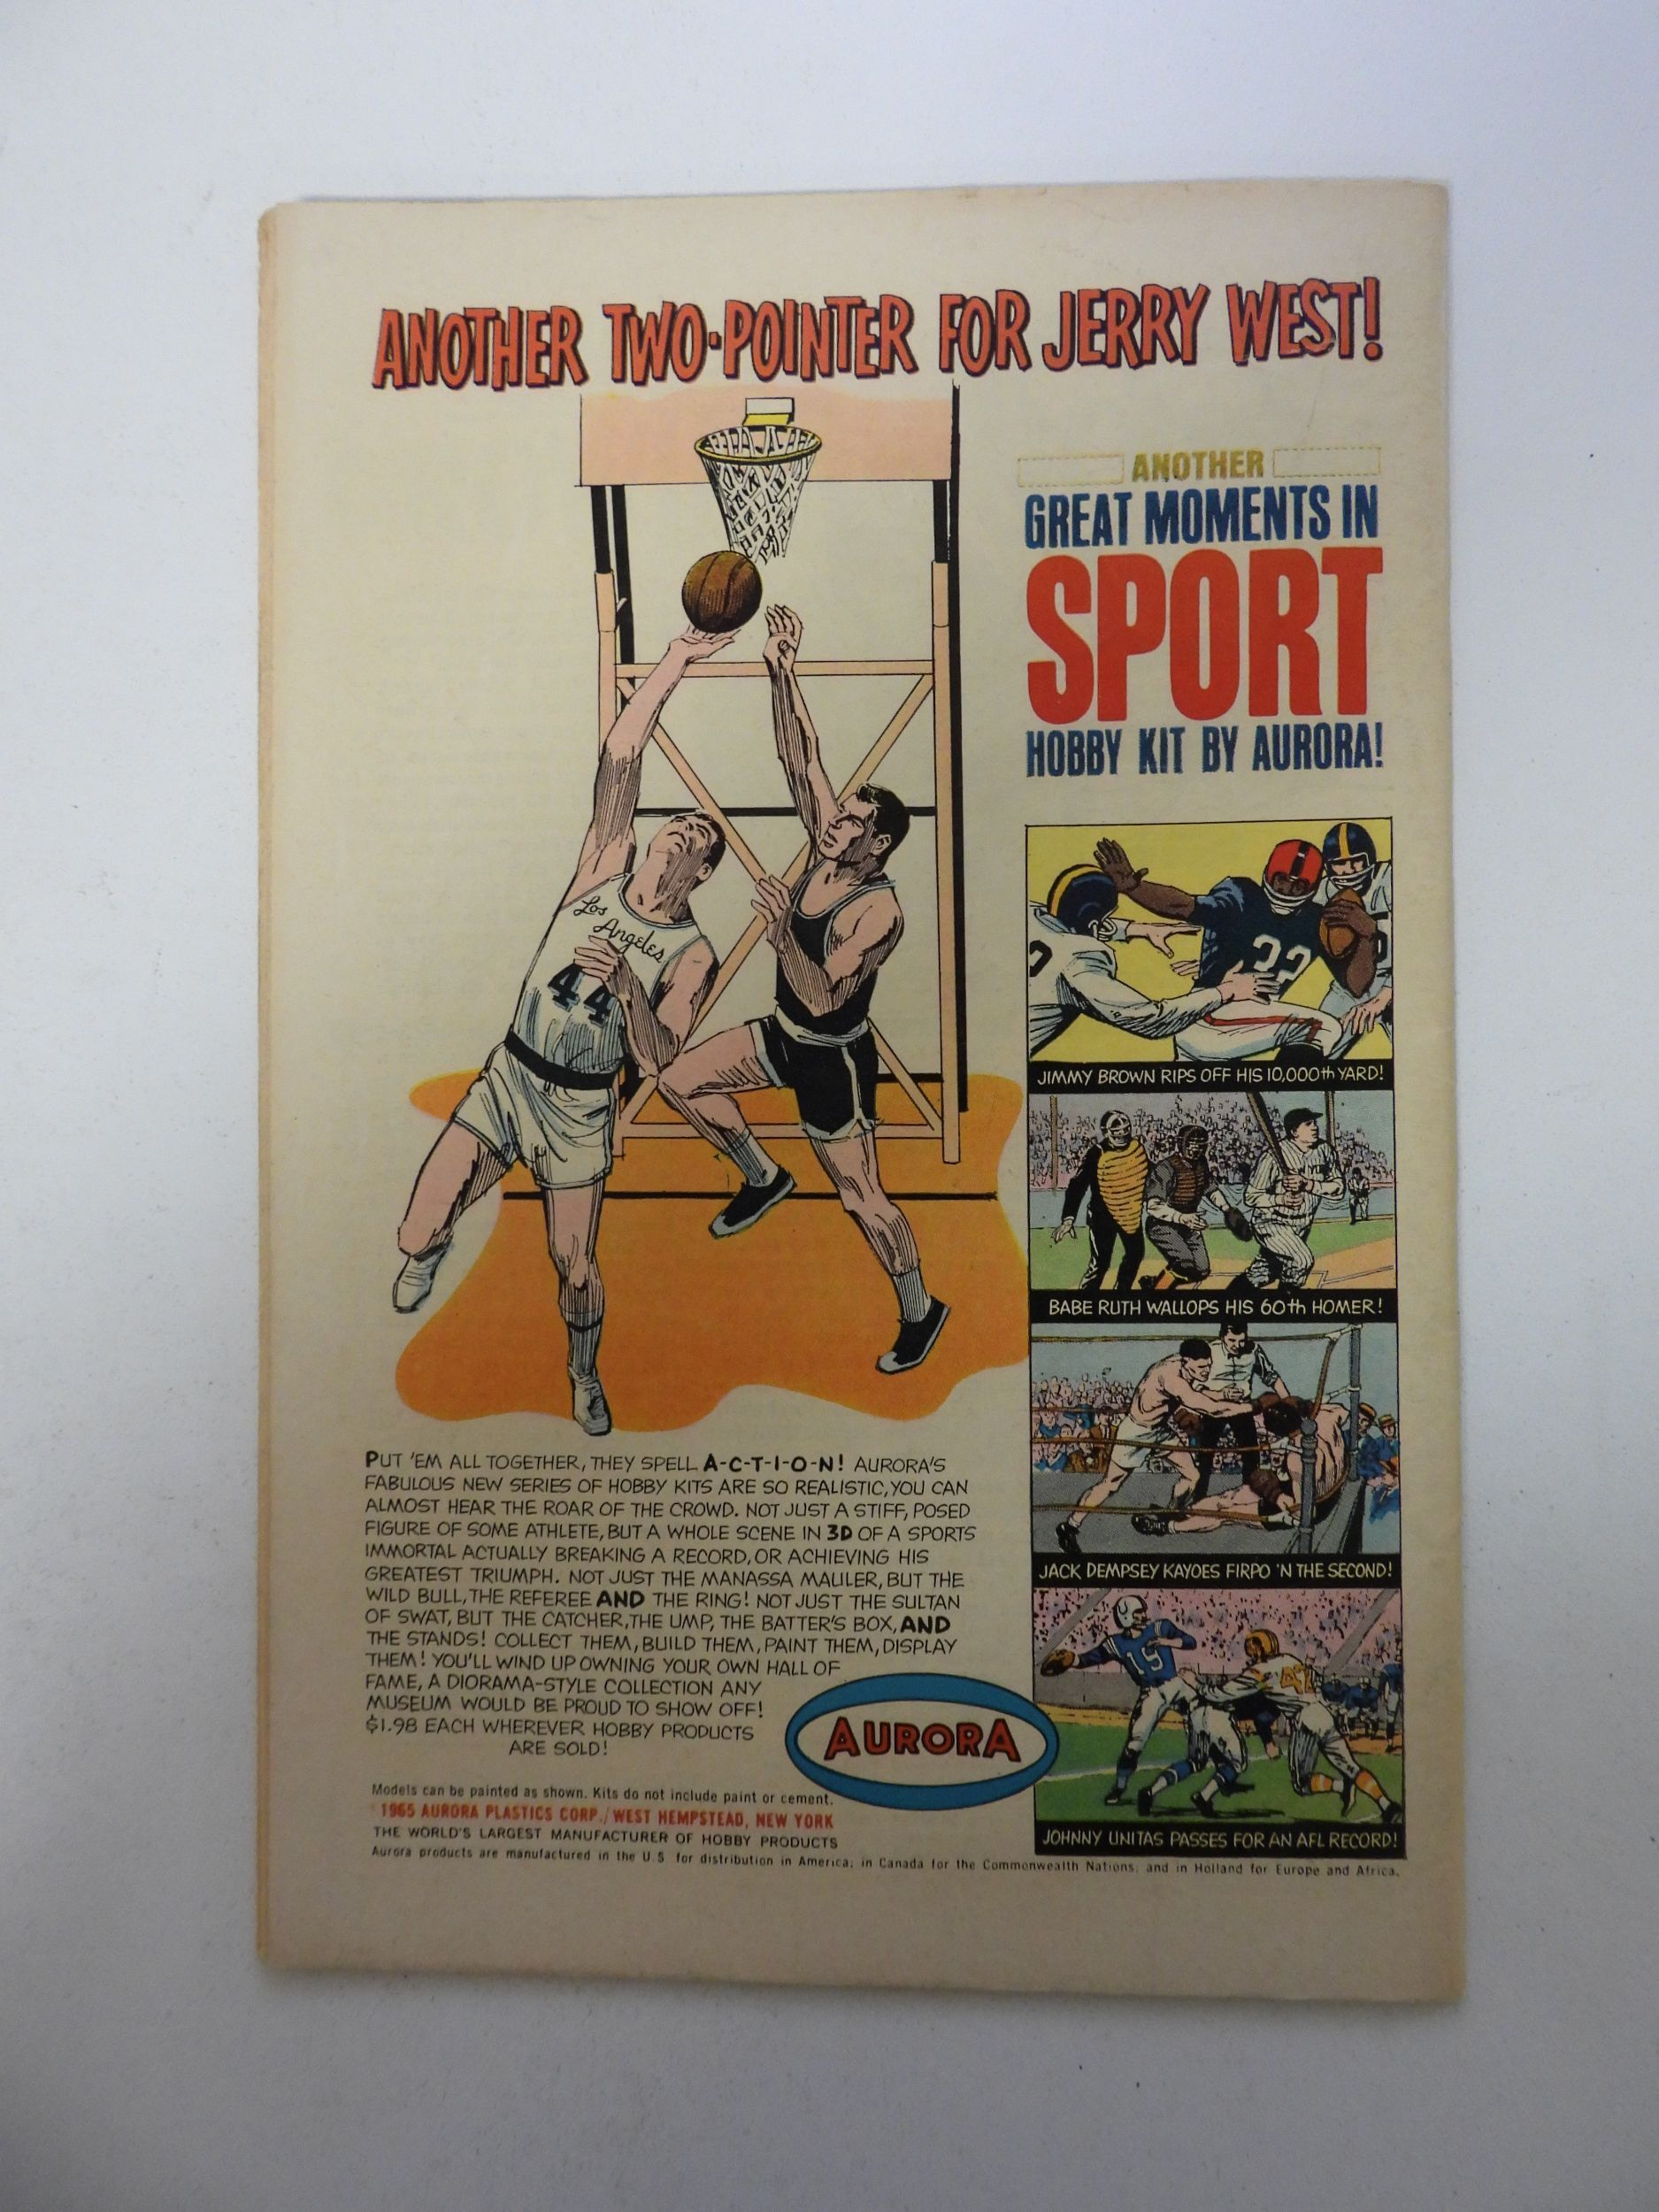 ANOTHER TWO-POINTER FOR JERRY WEST!
ANOTHER
GREAT MOMENTS IN
SPORT
HOBBY KIT BY AURORA!
Los
Angeles
44
32
JIMMY BROWN RIPS OFF HIS 10,000th YARD!
BABE RUTH WALLOPS HIS 60th HOMER!
JACK DEMPSEY KAYOES FIRPO 'N THE SECOND!
19
JOHNNY UNITAS PASSES FOR AN AFL RECORD!
PUT 'EM ALL TOGETHER, THEY SPELL A-C-T-I-O-N! AURORA'S
FABULOUS NEW SERIES OF HOBBY KITS ARE SO REALISTIC, YOU CAN
ALMOST HEAR THE ROAR OF THE CROWD. NOT JUST A STIFF, POSED
FIGURE OF SOME ATHLETE, BUT A WHOLE SCENE IN 3D OF A SPORTS
IMMORTAL ACTUALLY BREAKING A RECORD, OR ACHIEVING HIS
GREATEST TRIUMPH. NOT JUST THE MANASSA MAULER, BUT THE
WILD BULL, THE REFEREE AND THE RING! NOT JUST THE SULTAN
OF SWAT, BUT THE CATCHER, THE UMP, THE BATTER'S BOX, AND
THE STANDS! COLLECT THEM, BUILD THEM, PAINT THEM, DISPLAY
THEM! YOU'LL WIND UP OWNING YOUR OWN HALL OF
FAME, A DIORAMA-STYLE COLLECTION ANY
MUSEUM WOULD BE PROUD TO SHOW OFF!
$1.98 EACH WHEREVER HOBBY PRODUCTS
ARE SOLD!
AURORA
Models can be painted as shown. Kits do not include paint or cement.
1965 AURORA PLASTICS CORP./WEST HEMPSTEAD, NEW YORK
THE WORLD'S LARGEST MANUFACTURER OF HOBBY PRODUCTS
Aurora products are manufactured in the U.S for distribution in America; in Canada for the Commonwealth Nations; and in Holland for Europe and Africa.